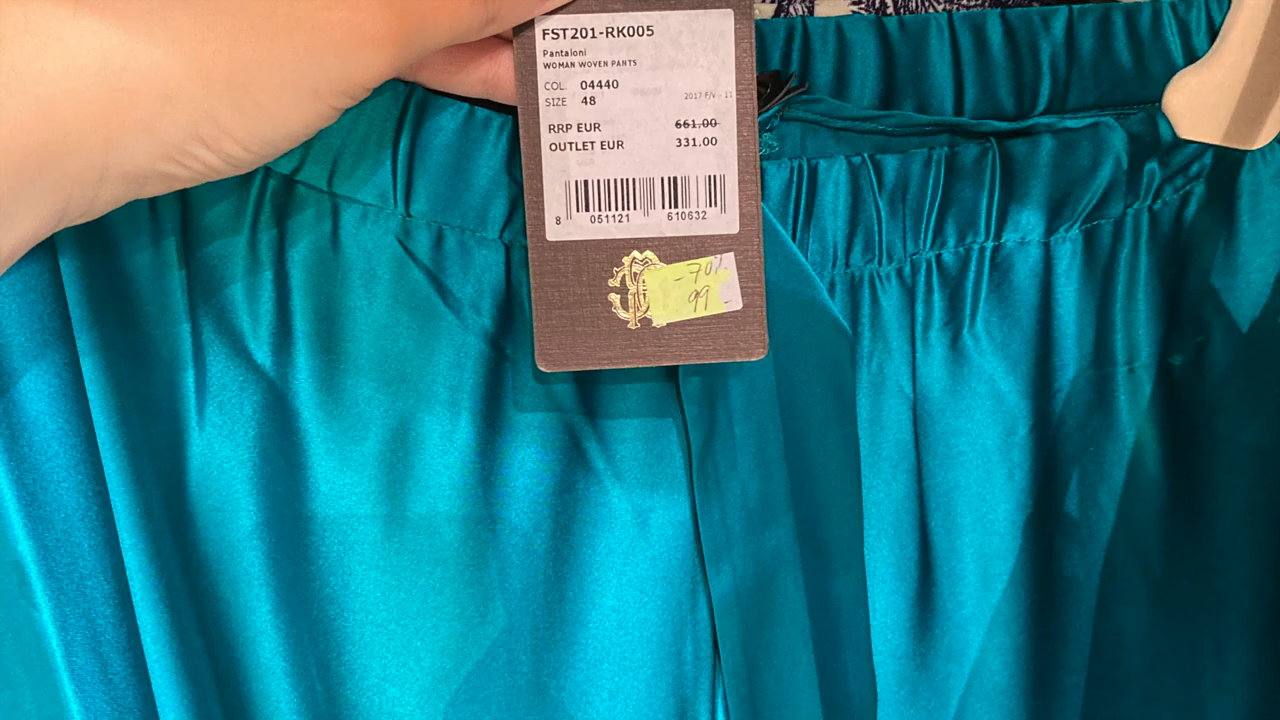 FST201-RK005
Pantaloni
WOMAN WOVEN PANTS
COL. 04440
SIZE 48
2017 F/W - 11
RRP EUR 661,00
OUTLET EUR 331,00
8 051121 610632
-70%
99 -